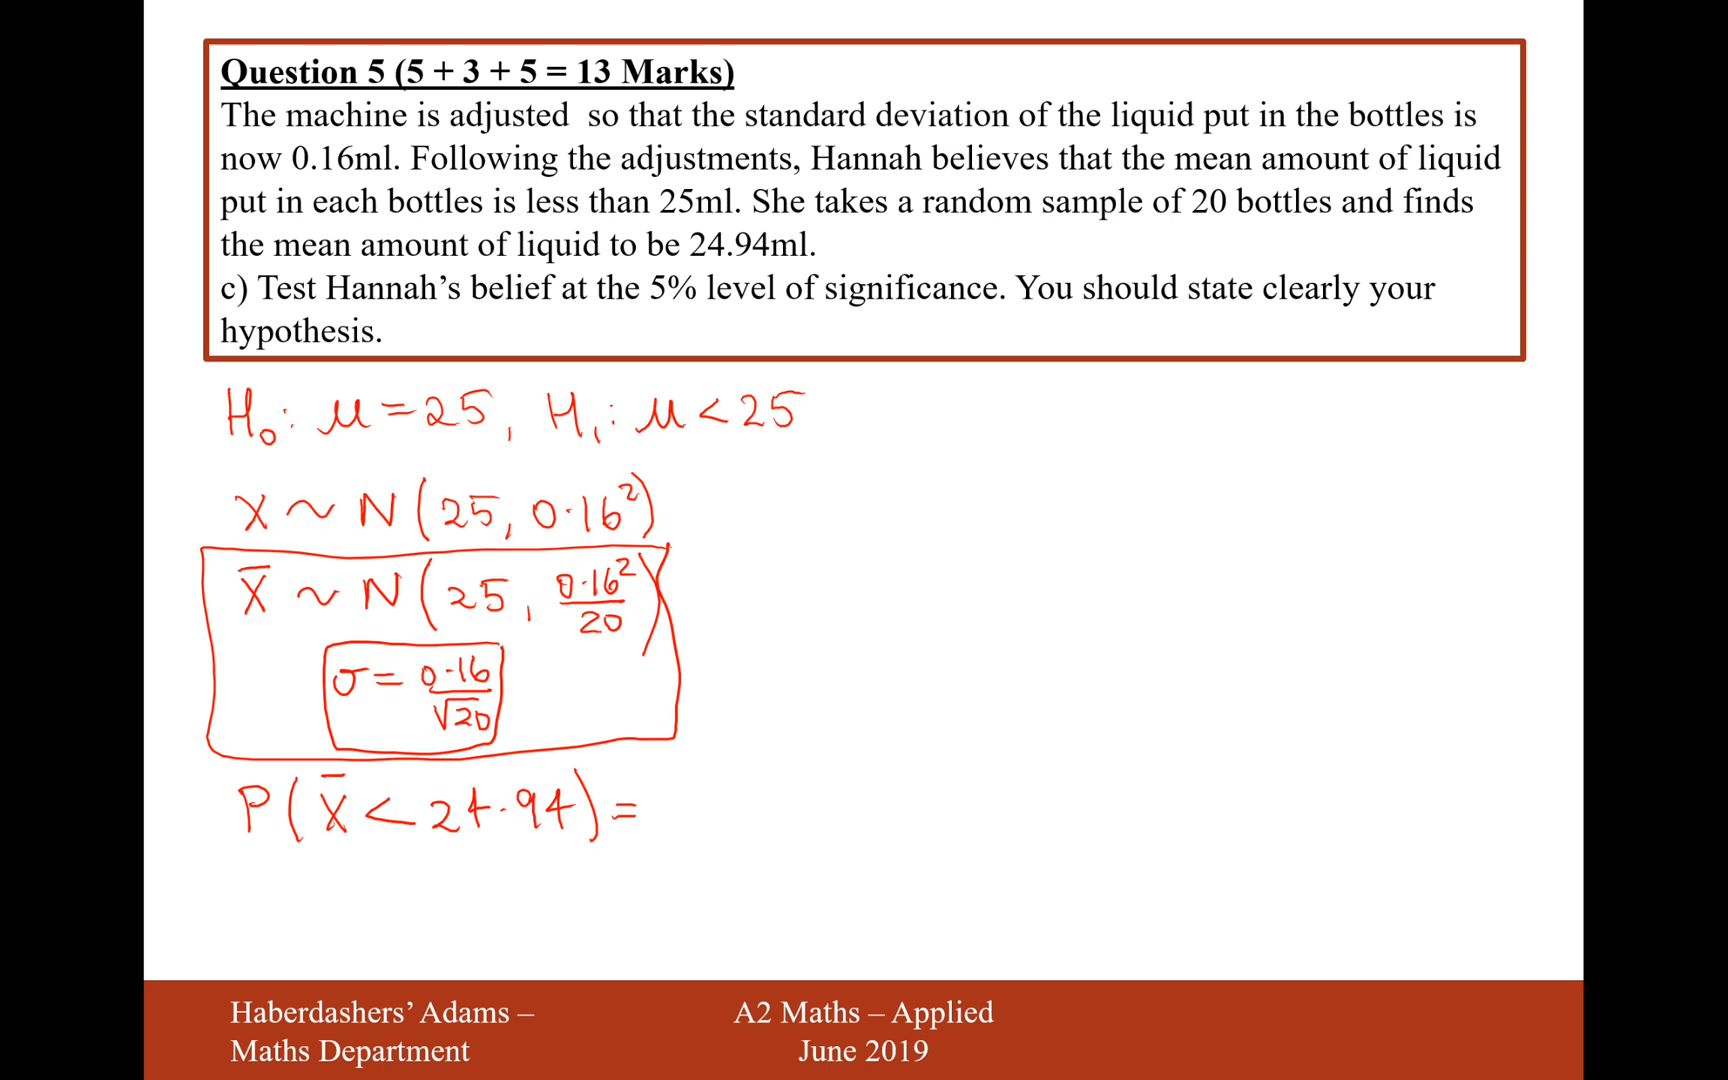 Question 5 (5 + 3 + 5 = 13 Marks)
The machine is adjusted  so that the standard deviation of the liquid put in the bottles is
now 0.16ml. Following the adjustments, Hannah believes that the mean amount of liquid
put in each bottles is less than 25ml. She takes a random sample of 20 bottles and finds
the mean amount of liquid to be 24.94ml.
c) Test Hannah’s belief at the 5% level of significance. You should state clearly your
hypothesis.
H₀: μ = 25, H₁: μ < 25
X ~ N(25, 0·16²)
X̄ ~ N(25, 0·16²/20)
σ = 0·16/√20
P(X̄ < 24·94) =
Haberdashers’ Adams –
Maths Department
A2 Maths – Applied
June 2019